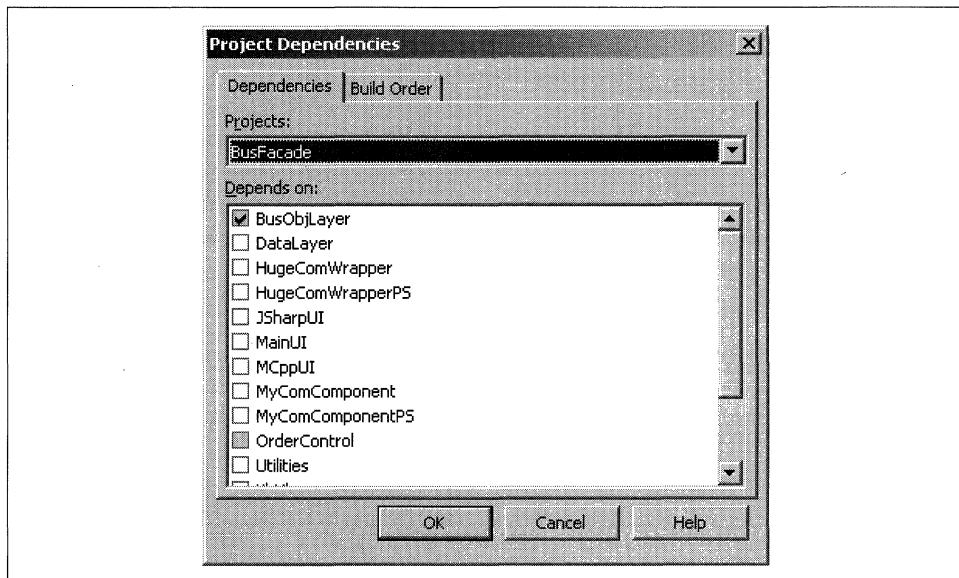 Project Dependencies
Dependencies
Build Order
Projects:
BusFacade
Depends on:
BusObjLayer
DataLayer
HugeComWrapper
HugeComWrapperPS
JSharpUI
MainUI
MCppUI
MyComComponent
MyComComponentPS
OrderControl
Utilities
OK
Cancel
Help